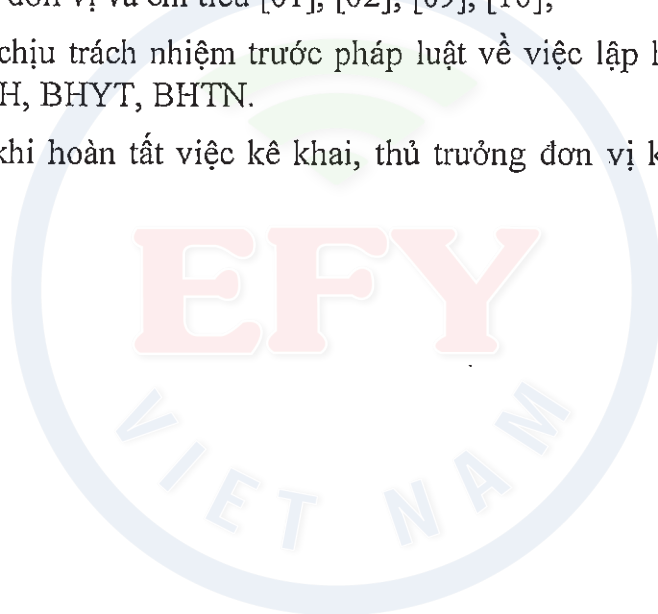 đơn vị và chỉ tiêu [01], [02], [09], [10];
chịu trách nhiệm trước pháp luật về việc lập h
H, BHYT, BHTN.
khi hoàn tất việc kê khai, thủ trưởng đơn vị k
EFY
VIET NAM